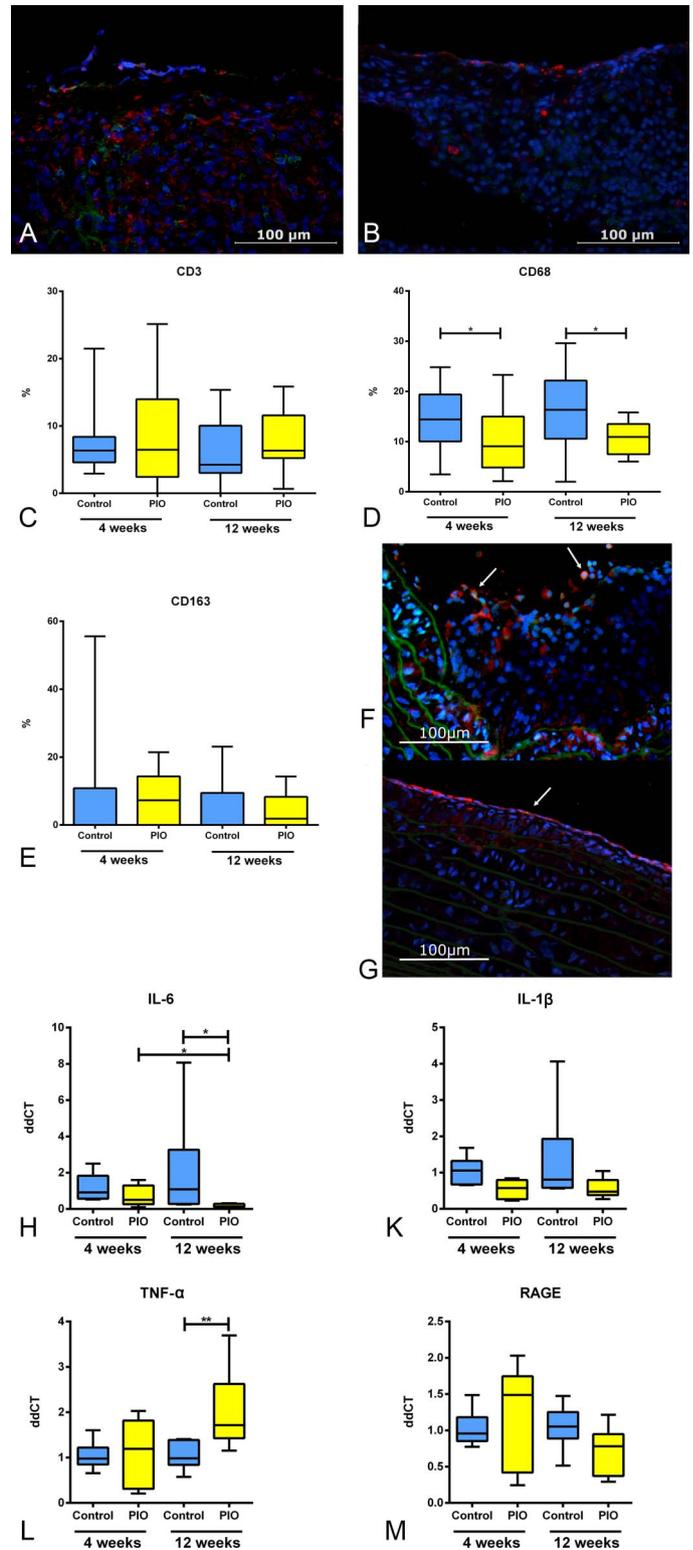 A
100 µm
B
100 µm
CD3
30
20
10
0
%
Control PIO Control PIO
4 weeks 12 weeks
C
CD68
40
30
20
10
0
%
* *
Control PIO Control PIO
4 weeks 12 weeks
D
CD163
60
40
20
0
%
Control PIO Control PIO
4 weeks 12 weeks
E
F
100µm
G
100µm
IL-6
10
8
6
4
2
0
ddCT
*
*
Control PIO Control PIO
4 weeks 12 weeks
H
IL-1β
5
4
3
2
1
0
ddCT
Control PIO Control PIO
4 weeks 12 weeks
K
TNF-α
4
3
2
1
0
ddCT
**
Control PIO Control PIO
4 weeks 12 weeks
L
RAGE
2.5
2.0
1.5
1.0
0.5
0.0
ddCT
Control PIO Control PIO
4 weeks 12 weeks
M